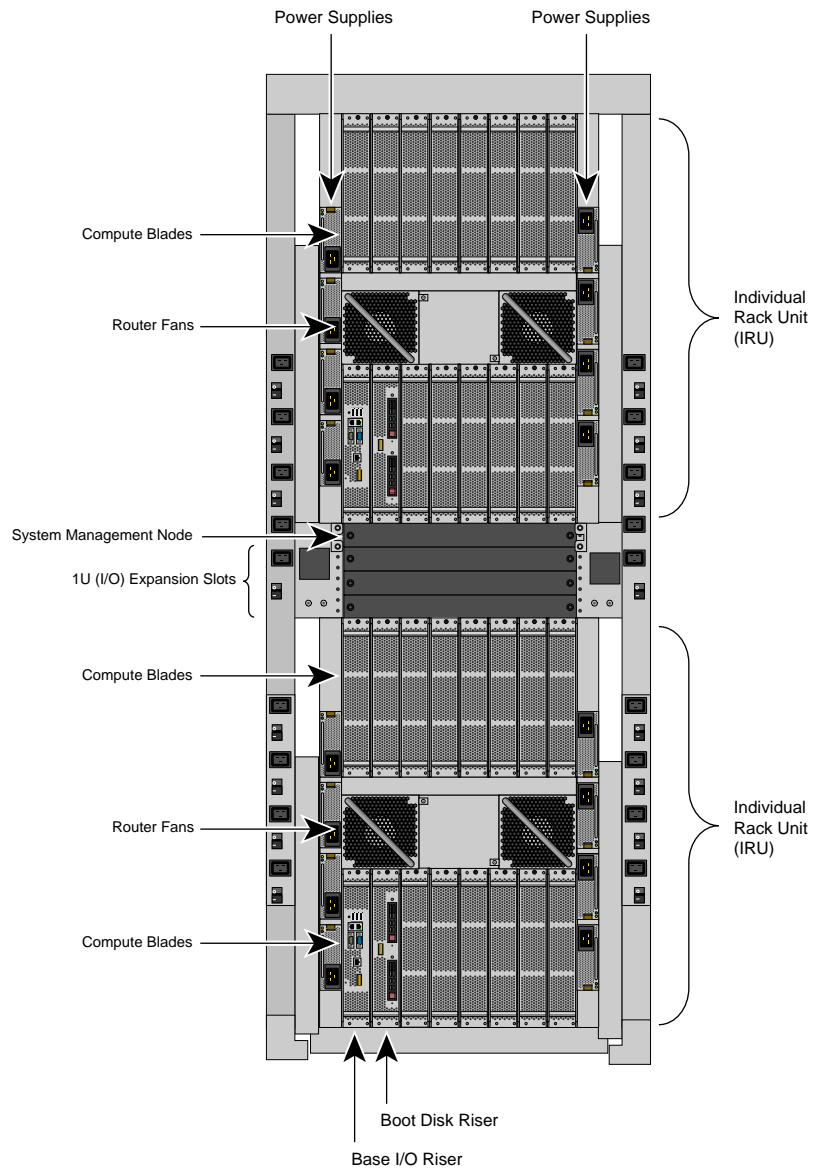 Power Supplies
Power Supplies
Compute Blades
Router Fans
Individual
Rack Unit
(IRU)
System Management Node
1U (I/O) Expansion Slots
Compute Blades
Router Fans
Individual
Rack Unit
(IRU)
Compute Blades
Boot Disk Riser
Base I/O Riser